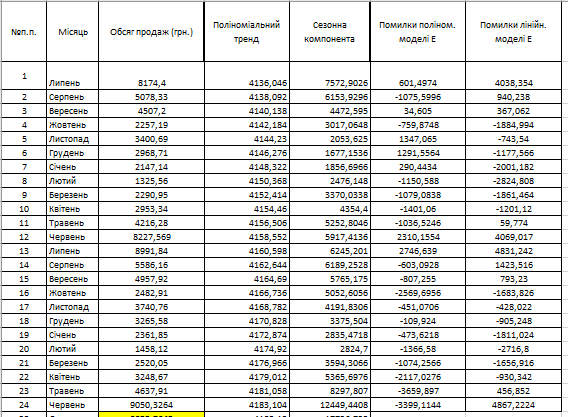 №п.п. Місяць Обсяг продаж (грн.) Поліноміальний тренд Сезонна компонента Помилки поліном. моделі Е Помилки лінійн. моделі Е
1 Липень 8174,4 4136,046 7572,9026 601,4974 4038,354
2 Серпень 5078,33 4138,092 6153,9296 -1075,5996 940,238
3 Вересень 4507,2 4140,138 4472,595 34,605 367,062
4 Жовтень 2257,19 4142,184 3017,0648 -759,8748 -1884,994
5 Листопад 3400,69 4144,23 2053,625 1347,065 -743,54
6 Грудень 2968,71 4146,276 1677,1536 1291,5564 -1177,566
7 Січень 2147,14 4148,322 1856,6966 290,4434 -2001,182
8 Лютий 1325,56 4150,368 2476,148 -1150,588 -2824,808
9 Березень 2290,95 4152,414 3370,0338 -1079,0838 -1861,464
10 Квітень 2953,34 4154,46 4354,4 -1401,06 -1201,12
11 Травень 4216,28 4156,506 5252,8046 -1036,5246 59,774
12 Червень 8227,569 4158,552 5917,4136 2310,1554 4069,017
13 Липень 8991,84 4160,598 6245,201 2746,639 4831,242
14 Серпень 5586,16 4162,644 6189,2528 -603,0928 1423,516
15 Вересень 4957,92 4164,69 5765,175 -807,255 793,23
16 Жовтень 2482,91 4166,736 5052,6056 -2569,6956 -1683,826
17 Листопад 3740,76 4168,782 4191,8306 -451,0706 -428,022
18 Грудень 3265,58 4170,828 3375,504 -109,924 -905,248
19 Січень 2361,85 4172,874 2835,4718 -473,6218 -1811,024
20 Лютий 1458,12 4174,92 2824,7 -1366,58 -2716,8
21 Березень 2520,05 4176,966 3594,3066 -1074,2566 -1656,916
22 Квітень 3248,67 4179,012 5365,6976 -2117,0276 -930,342
23 Травень 4637,91 4181,058 8297,807 -3659,897 456,852
24 Червень 9050,3264 4183,104 12449,4408 -3399,1144 4867,2224